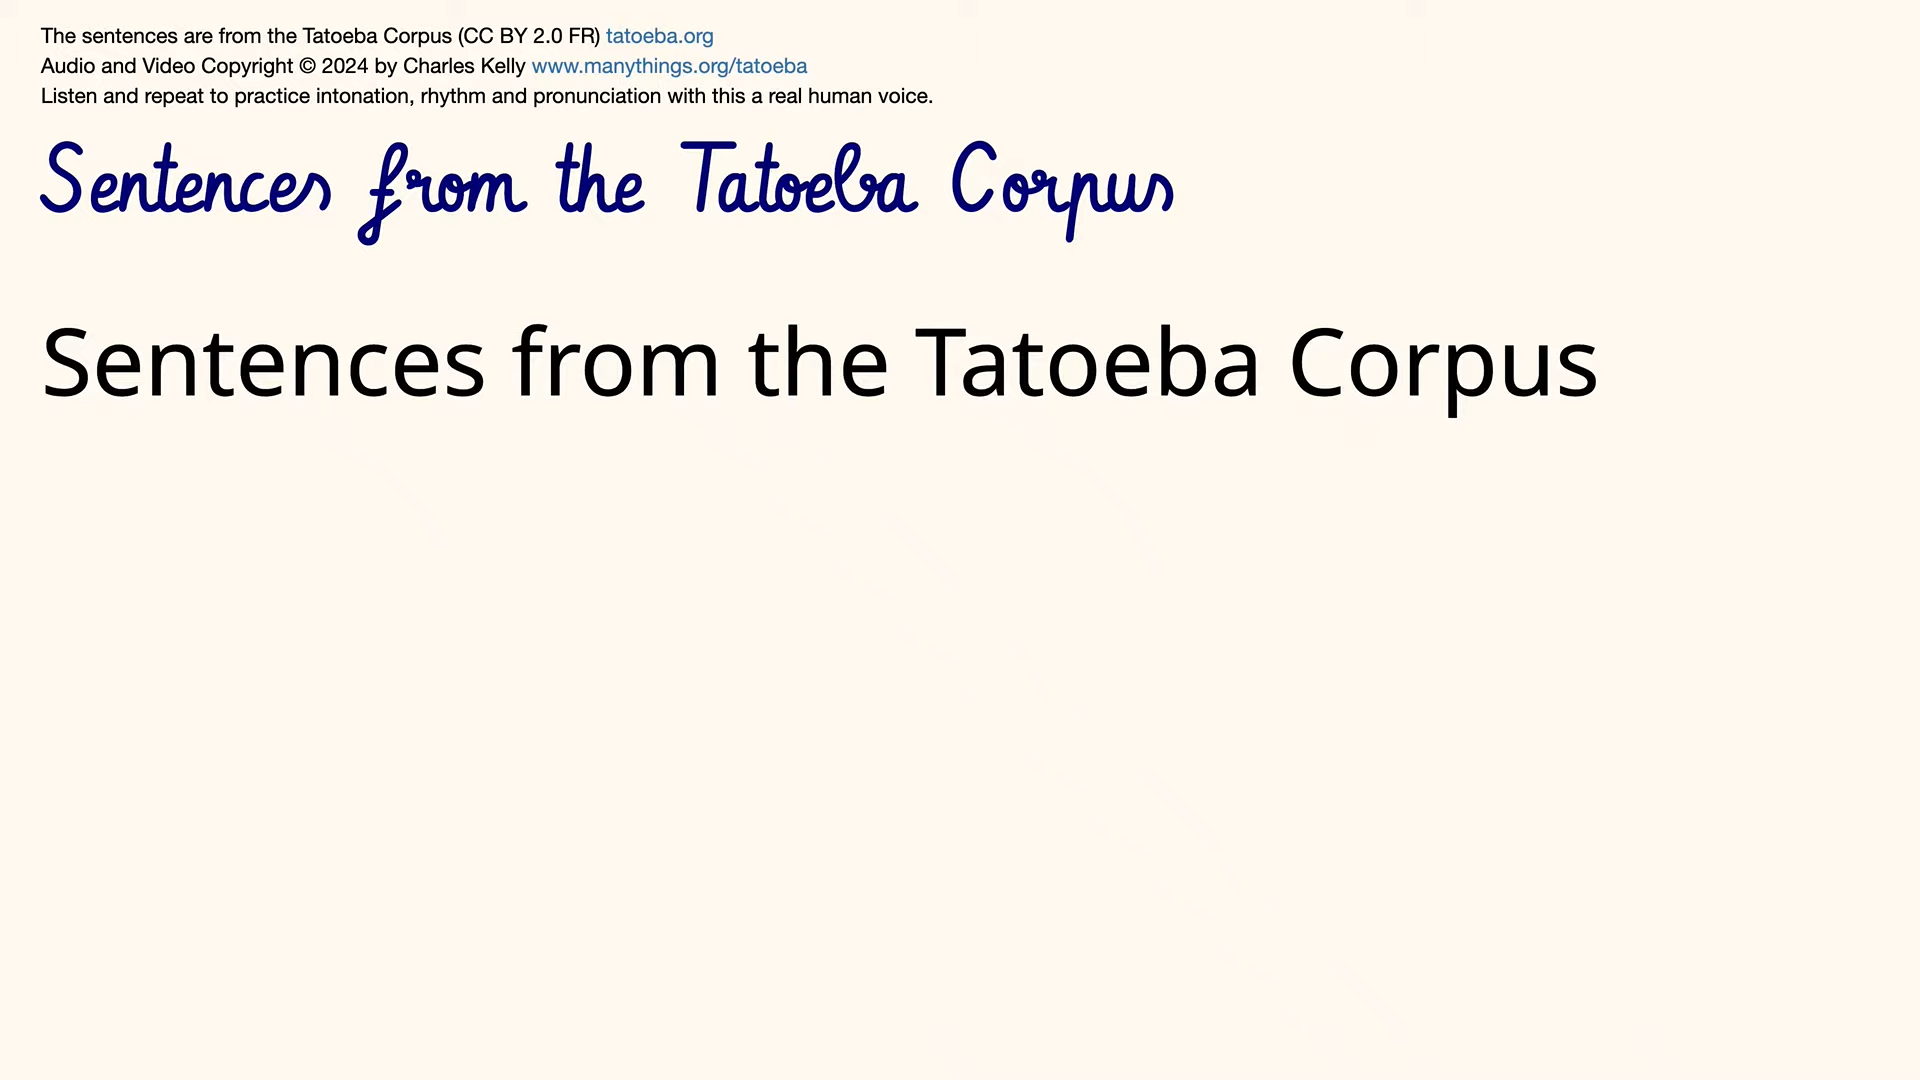 The sentences are from the Tatoeba Corpus (CC BY 2.0 FR) tatoeba.org
Audio and Video Copyright © 2024 by Charles Kelly www.manythings.org/tatoeba
Listen and repeat to practice intonation, rhythm and pronunciation with this a real human voice.
Sentences from the Tatoeba Corpus
Sentences from the Tatoeba Corpus